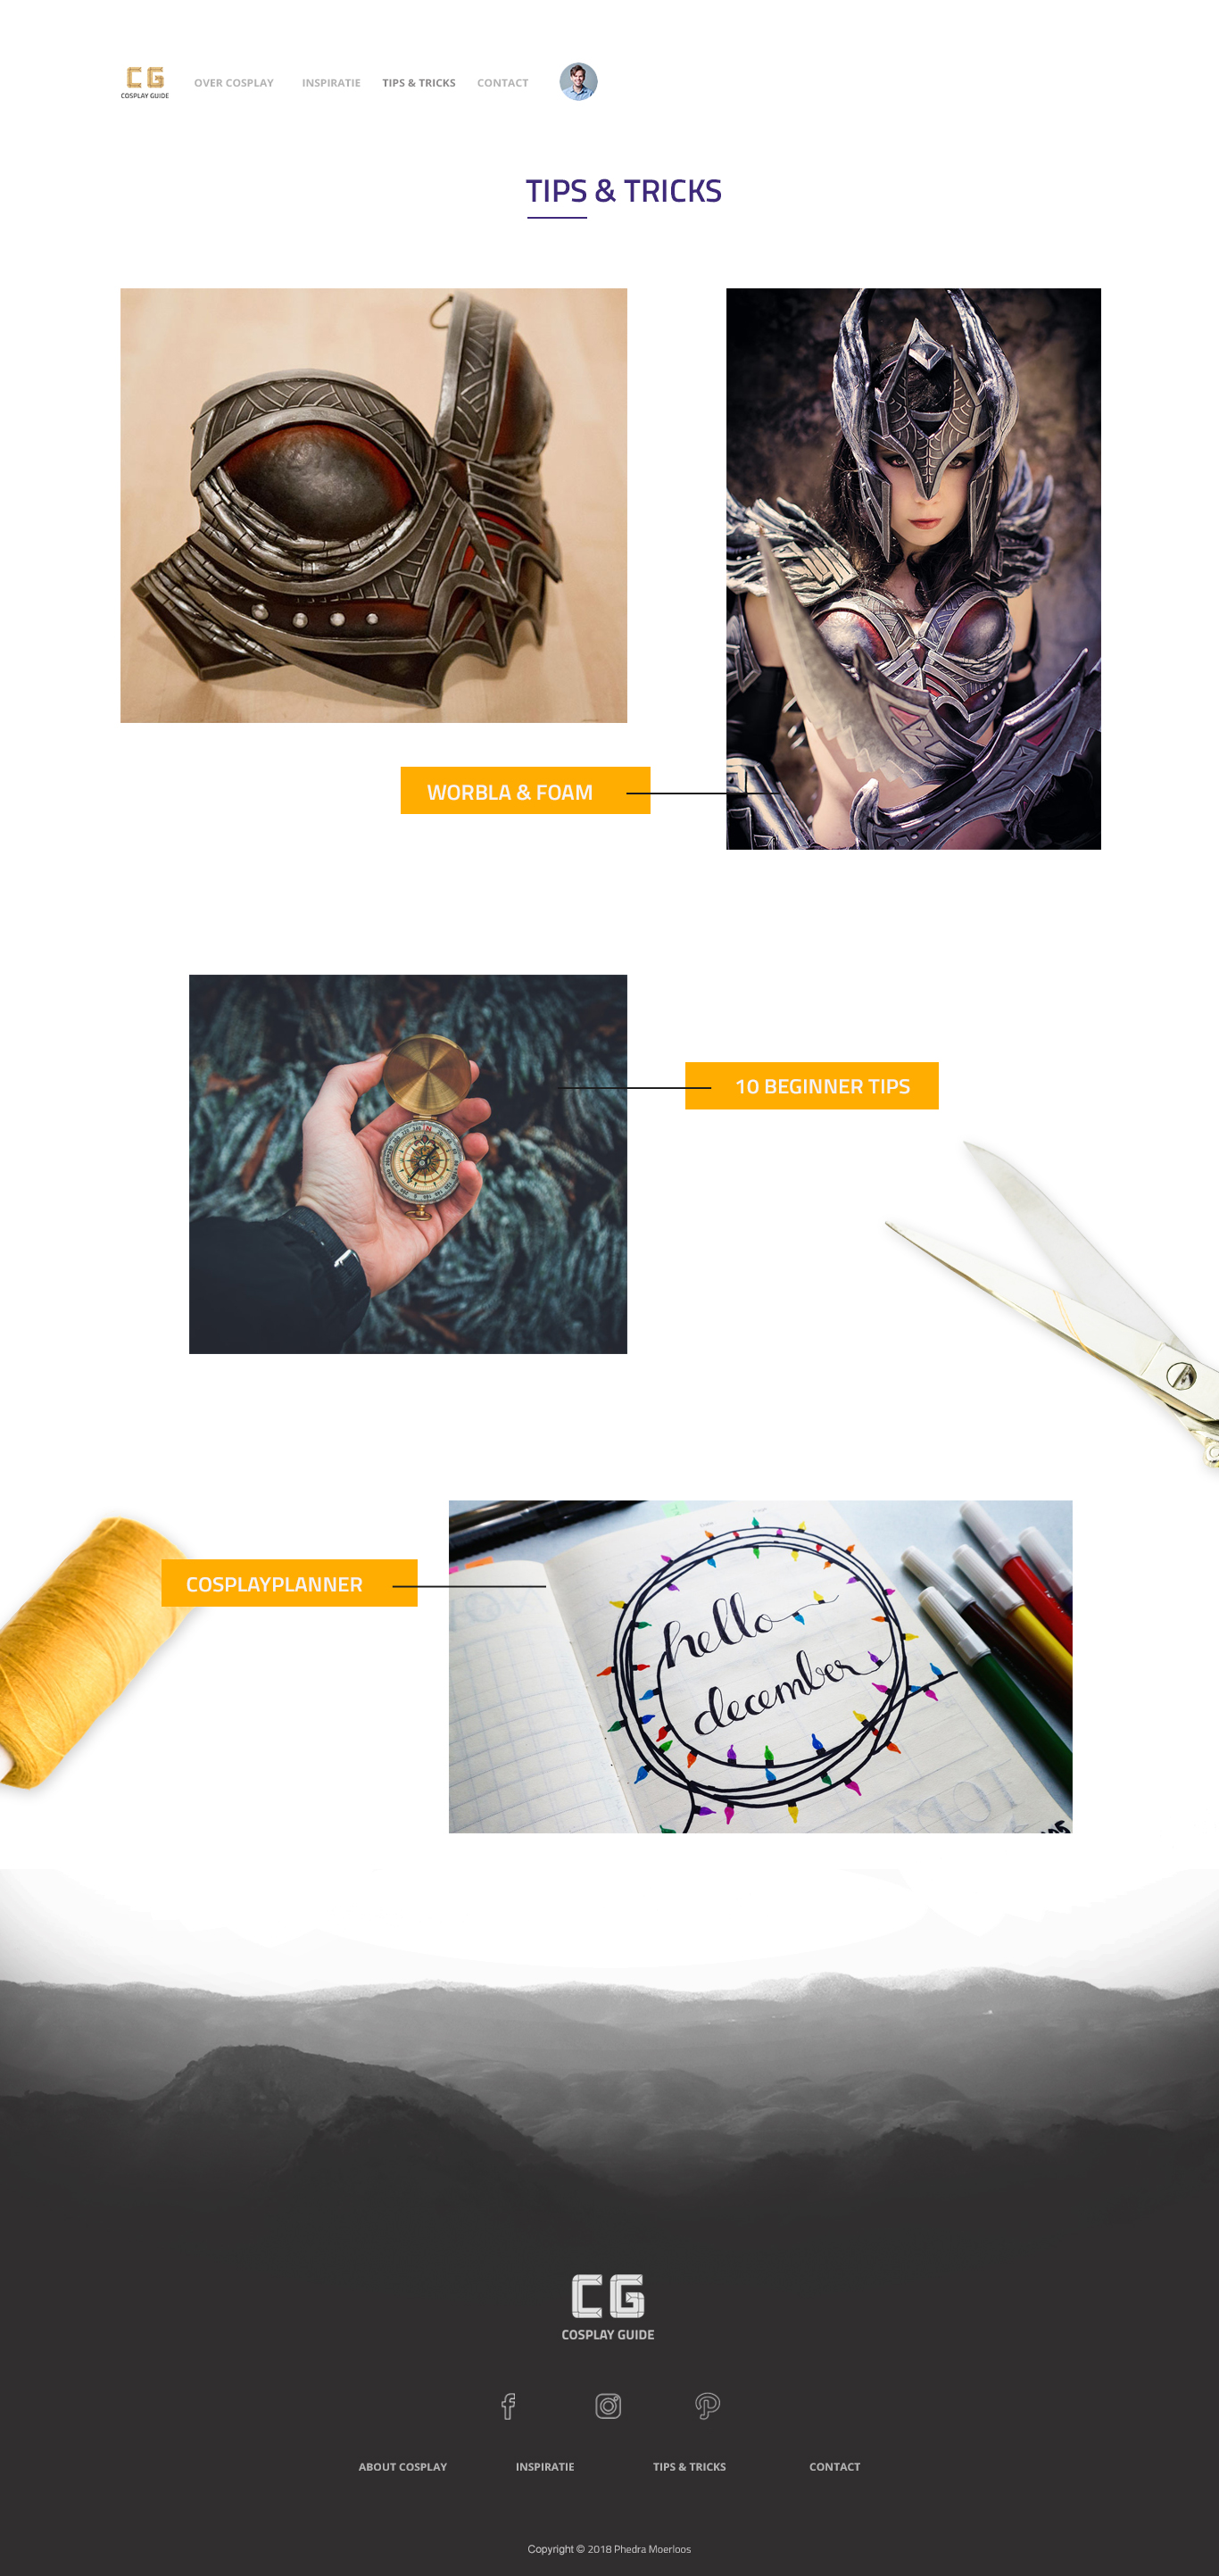 CG
COSPLAY GUIDE
OVER COSPLAY
INSPIRATIE
TIPS & TRICKS
CONTACT
TIPS & TRICKS
WORBLA & FOAM
10 BEGINNER TIPS
COSPLAYPLANNER
hello
december
CG
COSPLAY GUIDE
ABOUT COSPLAY
INSPIRATIE
TIPS & TRICKS
CONTACT
Copyright © 2018 Phedra Moerloos